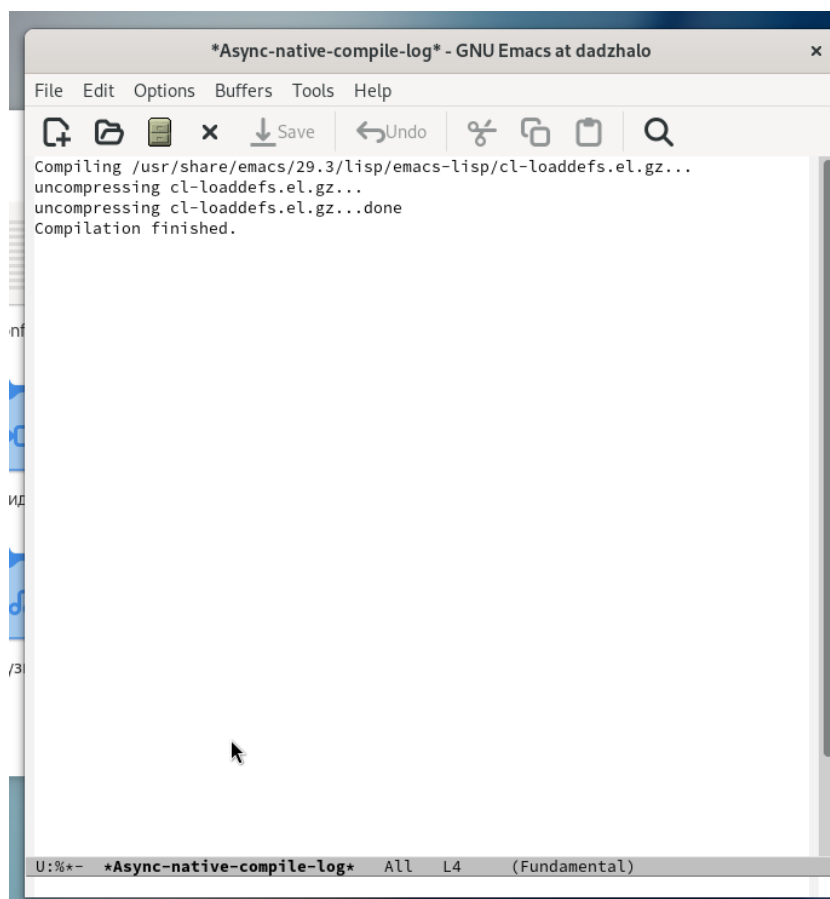 *Async-native-compile-log* - GNU Emacs at dadzhalo
File Edit Options Buffers Tools Help
Save Undo
Compiling /usr/share/emacs/29.3/lisp/emacs-lisp/cl-loaddefs.el.gz...
uncompressing cl-loaddefs.el.gz...
uncompressing cl-loaddefs.el.gz...done
Compilation finished.
U:%*- *Async-native-compile-log* All L4 (Fundamental)